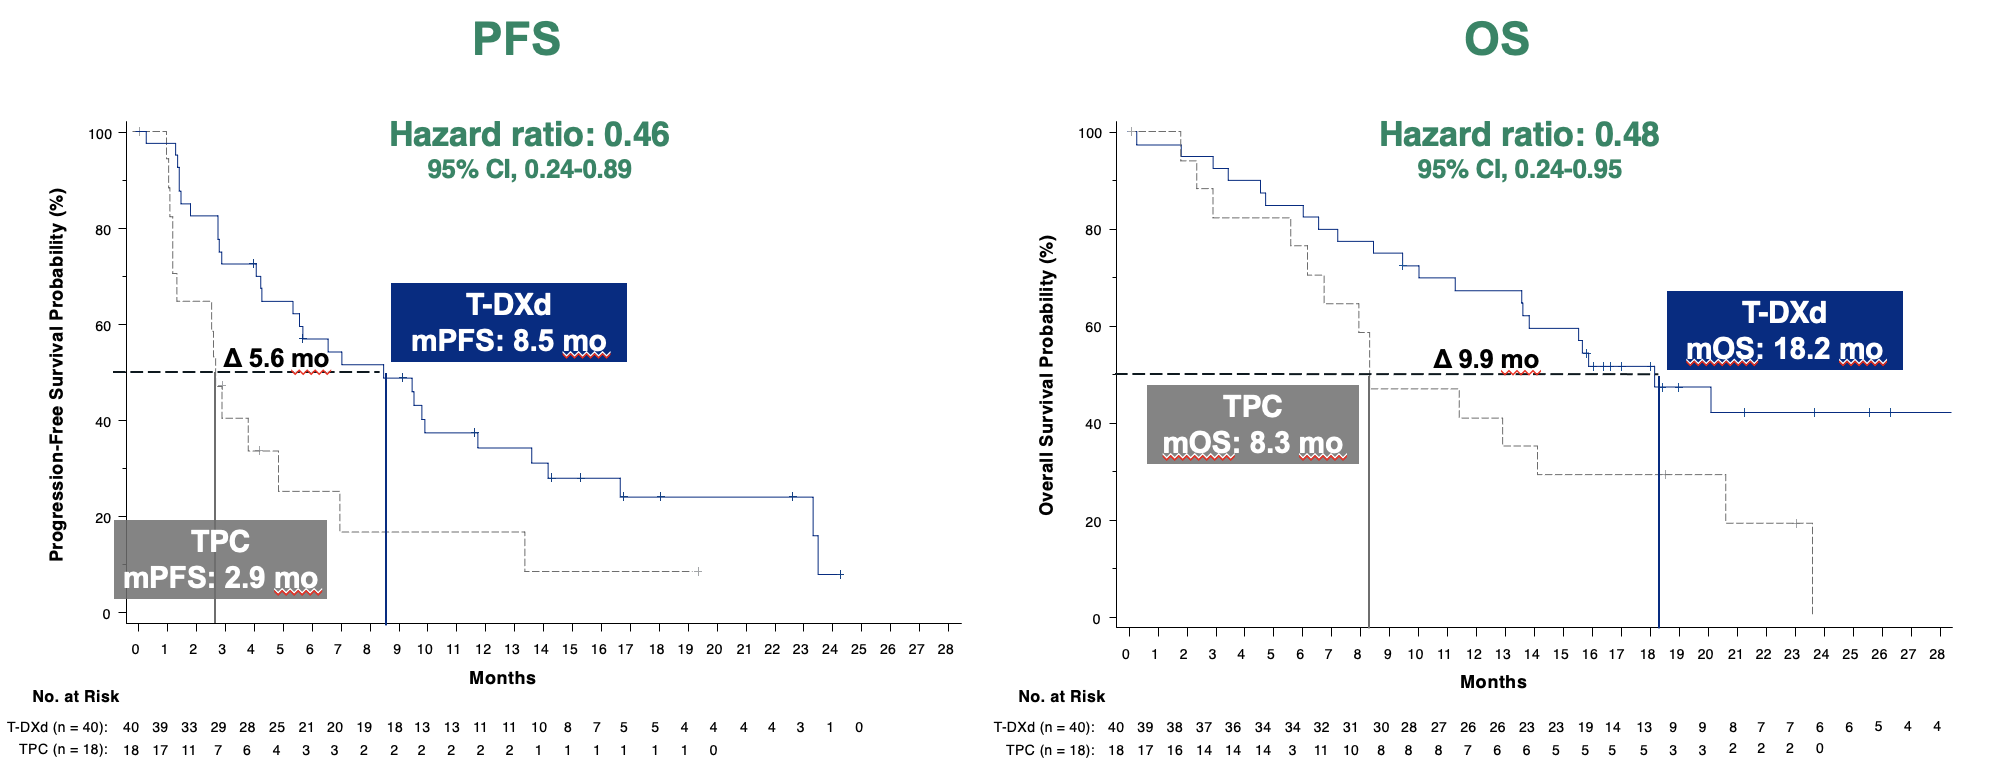 PFS
Hazard ratio: 0.46
95% CI, 0.24-0.89
Progression-Free Survival Probability (%)
100
80
60
40
20
0
T-DXd
mPFS: 8.5 mo
Δ 5.6 mo
TPC
mPFS: 2.9 mo
0 1 2 3 4 5 6 7 8 9 10 11 12 13 14 15 16 17 18 19 20 21 22 23 24 25 26 27 28
Months
No. at Risk
T-DXd (n = 40): 40 39 33 29 28 25 21 20 19 18 13 13 11 11 10 8 7 5 5 4 4 4 4 3 1 0
TPC (n = 18): 18 17 11 7 6 4 3 3 2 2 2 2 2 2 1 1 1 1 1 1 0
OS
Hazard ratio: 0.48
95% CI, 0.24-0.95
Overall Survival Probability (%)
100
80
60
40
20
0
T-DXd
mOS: 18.2 mo
Δ 9.9 mo
TPC
mOS: 8.3 mo
0 1 2 3 4 5 6 7 8 9 10 11 12 13 14 15 16 17 18 19 20 21 22 23 24 25 26 27 28
Months
No. at Risk
T-DXd (n = 40): 40 39 38 37 36 34 34 32 31 30 28 27 26 26 23 23 19 14 13 9 9 8 7 7 6 6 5 4 4
TPC (n = 18): 18 17 16 14 14 14 3 11 10 8 8 8 7 6 6 5 5 5 5 3 3 2 2 2 0